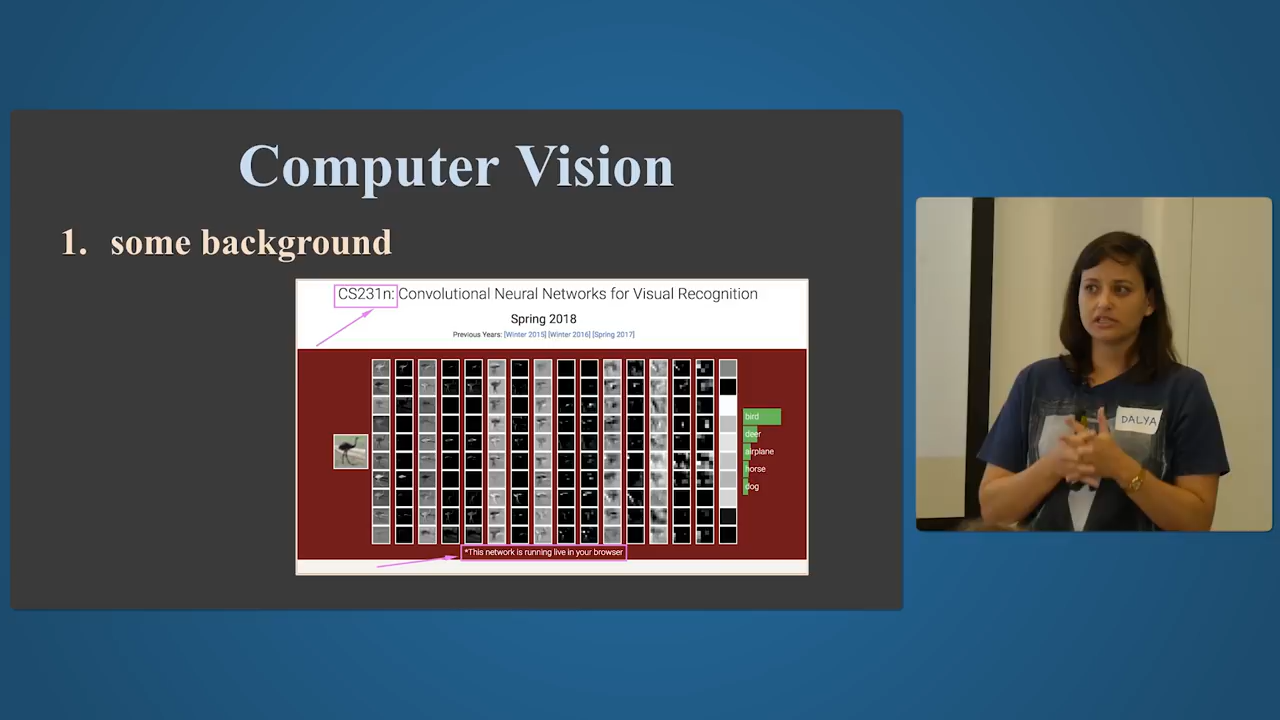 Computer Vision
1. some background
CS231n: Convolutional Neural Networks for Visual Recognition
Spring 2018
Previous Years: [Winter 2015] [Winter 2016] [Spring 2017]
bird
deer
airplane
horse
dog
*This network is running live in your browser
DALYA